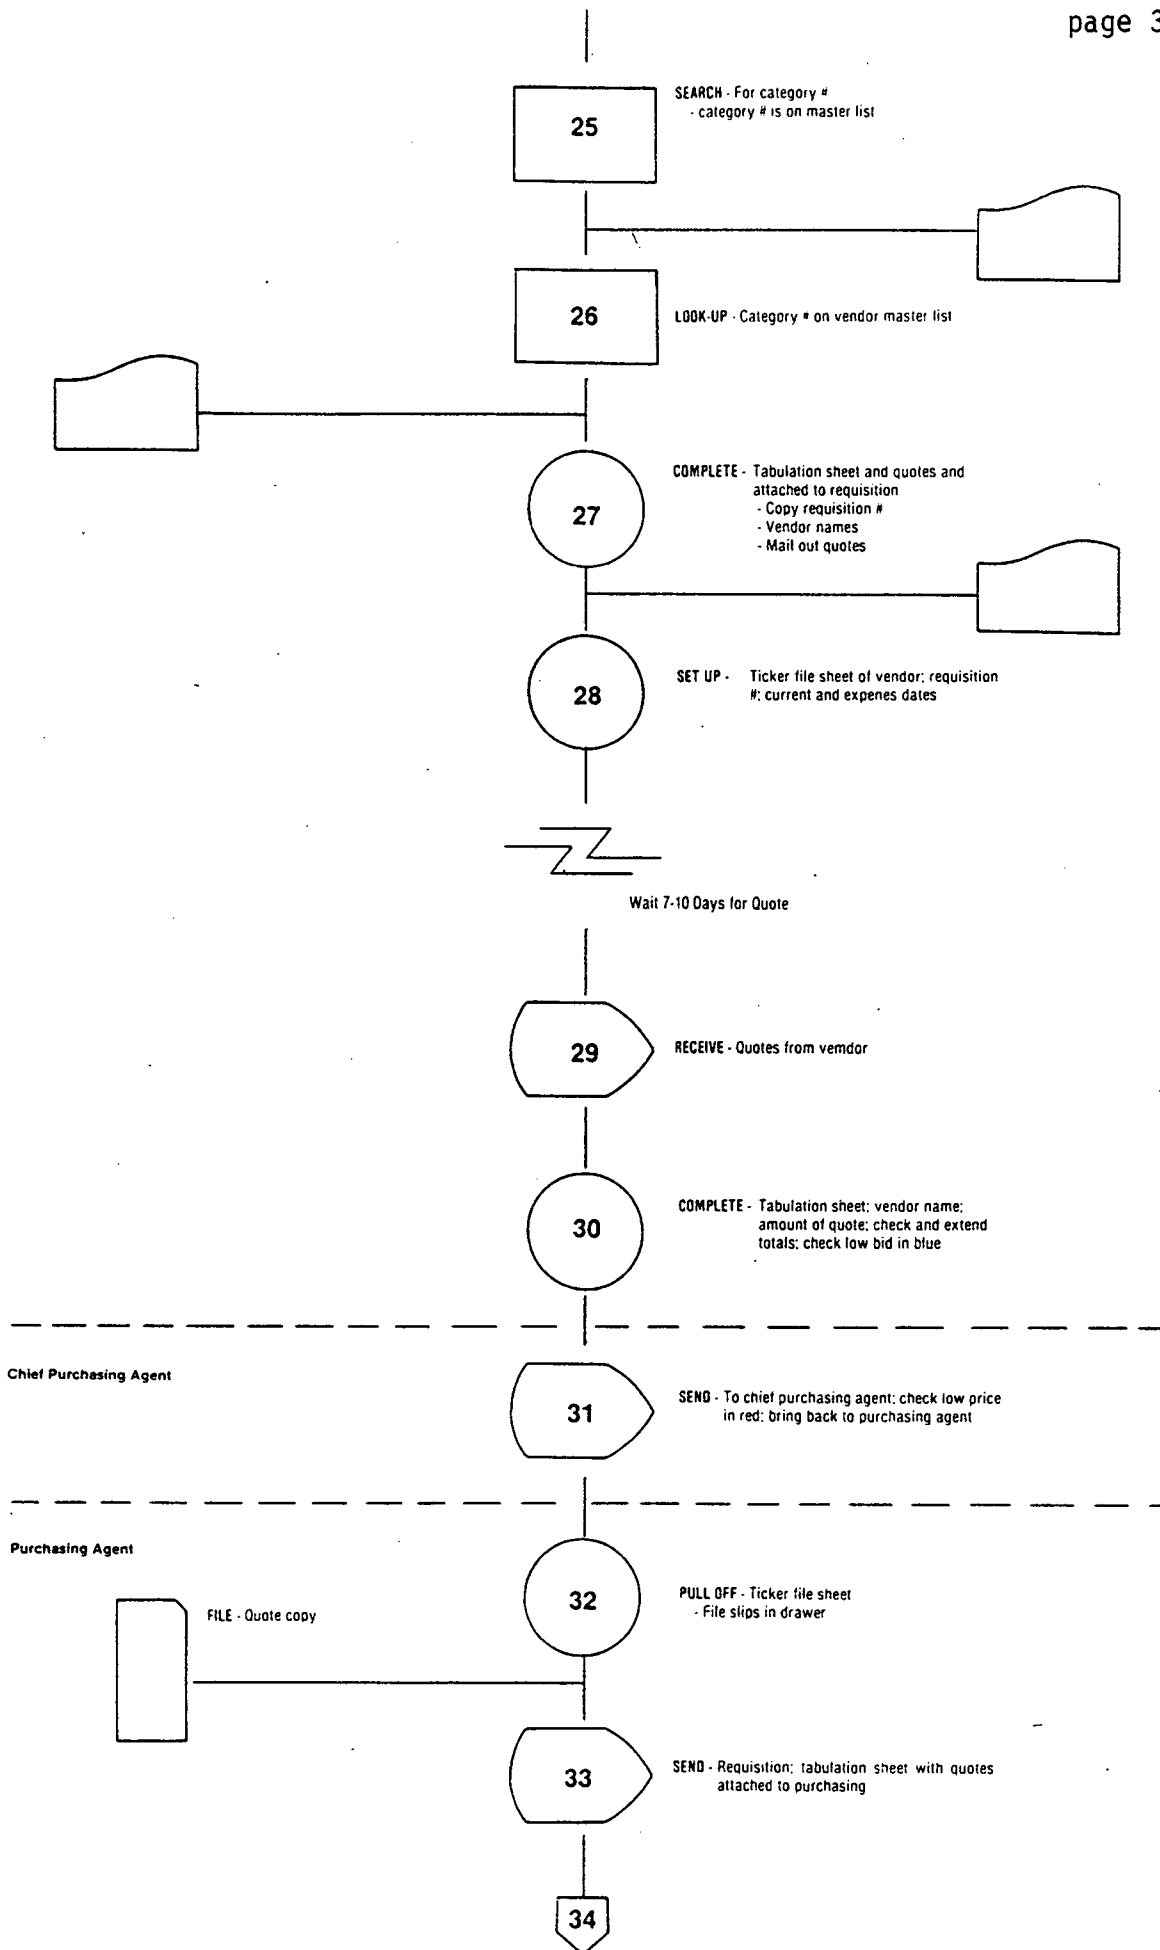 page 3
25
SEARCH - For category #
- category # is on master list
26
LOOK-UP - Category # on vendor master list
27
COMPLETE - Tabulation sheet and quotes and
attached to requisition
- Copy requisition #
- Vendor names
- Mail out quotes
28
SET UP - Ticker file sheet of vendor; requisition
#; current and expenes dates
Wait 7-10 Days for Quote
29
RECEIVE - Quotes from vemdor
30
COMPLETE - Tabulation sheet; vendor name;
amount of quote; check and extend
totals; check low bid in blue
Chief Purchasing Agent
31
SEND - To chief purchasing agent; check low price
in red; bring back to purchasing agent
Purchasing Agent
32
PULL OFF - Ticker file sheet
- File slips in drawer
FILE - Quote copy
33
SEND - Requisition; tabulation sheet with quotes
attached to purchasing
34